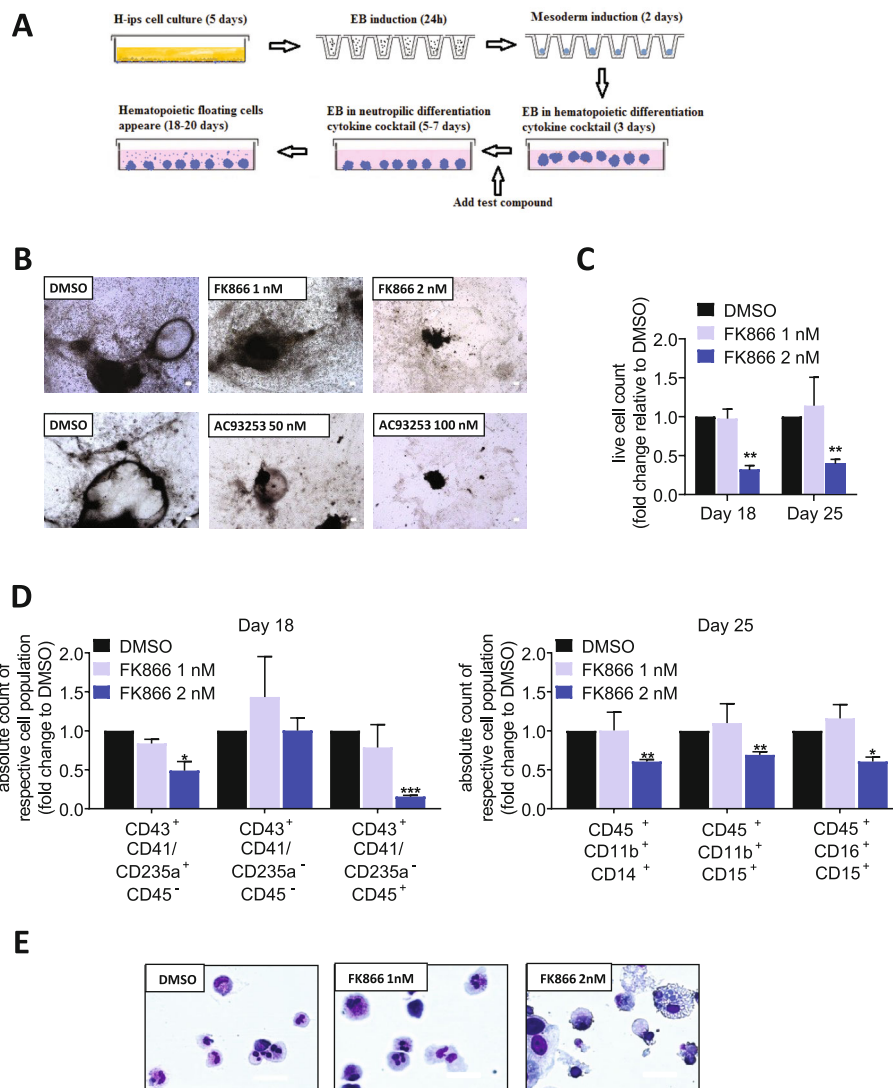 A
H-ips cell culture (5 days)
EB induction (24h)
Mesoderm induction (2 days)
Hematopoietic floating cells
appeare (18-20 days)
EB in neutropilic differentiation
cytokine cocktail (5-7 days)
EB in hematopoietic differentiation
cytokine cocktail (3 days)
Add test compound
B
DMSO
FK866 1 nM
FK866 2 nM
DMSO
AC93253 50 nM
AC93253 100 nM
C
DMSO
FK866 1 nM
FK866 2 nM
live cell count
(fold change relative to DMSO)
2.0
1.5
1.0
0.5
0.0
**
**
Day 18
Day 25
D
Day 18
DMSO
FK866 1 nM
FK866 2 nM
absolute count of
respective cell population
(fold change to DMSO)
2.0
1.5
1.0
0.5
0.0
*
***
CD43+
CD41/
CD235a+
CD45-
CD43+
CD41/
CD235a-
CD45-
CD43+
CD41/
CD235a-
CD45+
Day 25
DMSO
FK866 1 nM
FK866 2 nM
absolute count of
respective cell population
(fold change to DMSO)
2.0
1.5
1.0
0.5
0.0
**
**
*
CD45+
CD11b+
CD14+
CD45+
CD11b+
CD15+
CD45+
CD16+
CD15+
E
DMSO
FK866 1nM
FK866 2nM